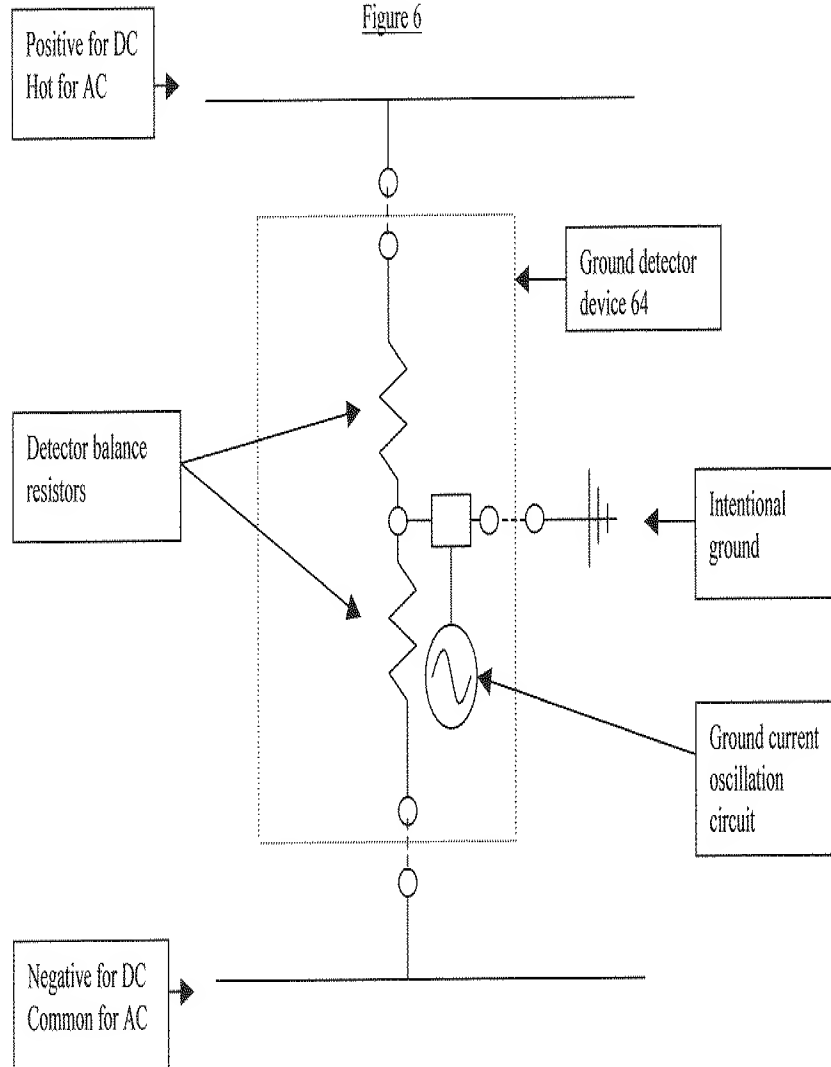 Figure 6
Positive for DC
Hot for AC
Ground detector
device 64
Detector balance
resistors
Intentional
ground
Ground current
oscillation
circuit
Negative for DC
Common for AC